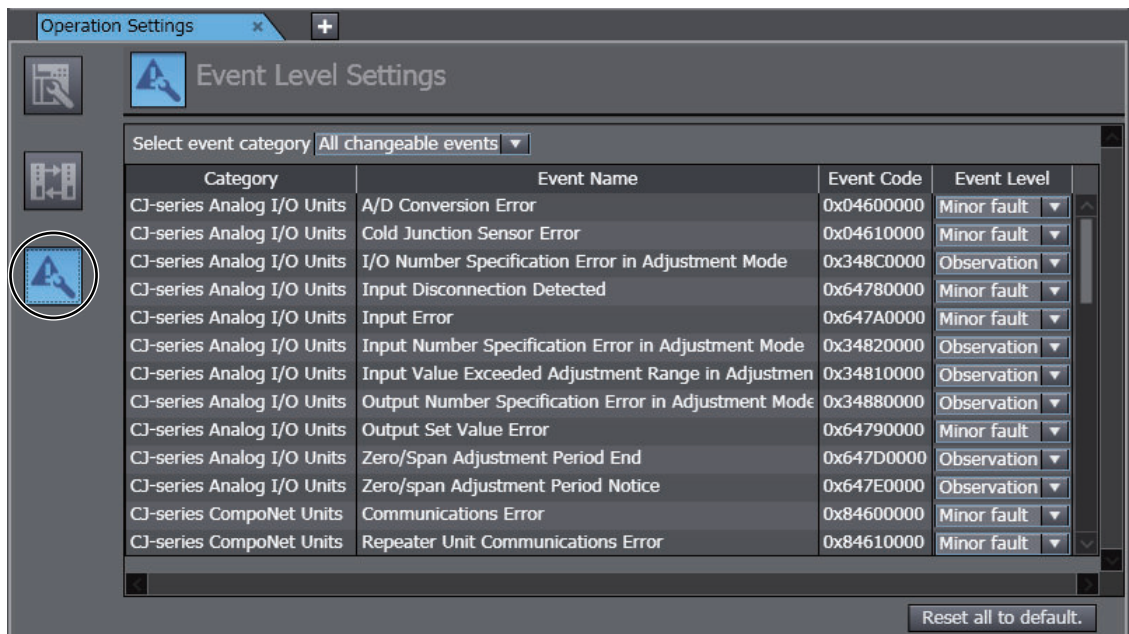 Operation Settings
Event Level Settings
Select event category All changeable events
Category Event Name Event Code Event Level
CJ-series Analog I/O Units A/D Conversion Error 0x04600000 Minor fault
CJ-series Analog I/O Units Cold Junction Sensor Error 0x04610000 Minor fault
CJ-series Analog I/O Units I/O Number Specification Error in Adjustment Mode 0x348C0000 Observation
CJ-series Analog I/O Units Input Disconnection Detected 0x64780000 Minor fault
CJ-series Analog I/O Units Input Error 0x647A0000 Minor fault
CJ-series Analog I/O Units Input Number Specification Error in Adjustment Mode 0x34820000 Observation
CJ-series Analog I/O Units Input Value Exceeded Adjustment Range in Adjustmen 0x34810000 Observation
CJ-series Analog I/O Units Output Number Specification Error in Adjustment Mode 0x34880000 Observation
CJ-series Analog I/O Units Output Set Value Error 0x64790000 Minor fault
CJ-series Analog I/O Units Zero/Span Adjustment Period End 0x647D0000 Observation
CJ-series Analog I/O Units Zero/span Adjustment Period Notice 0x647E0000 Observation
CJ-series CompoNet Units Communications Error 0x84600000 Minor fault
CJ-series CompoNet Units Repeater Unit Communications Error 0x84610000 Minor fault
Reset all to default.